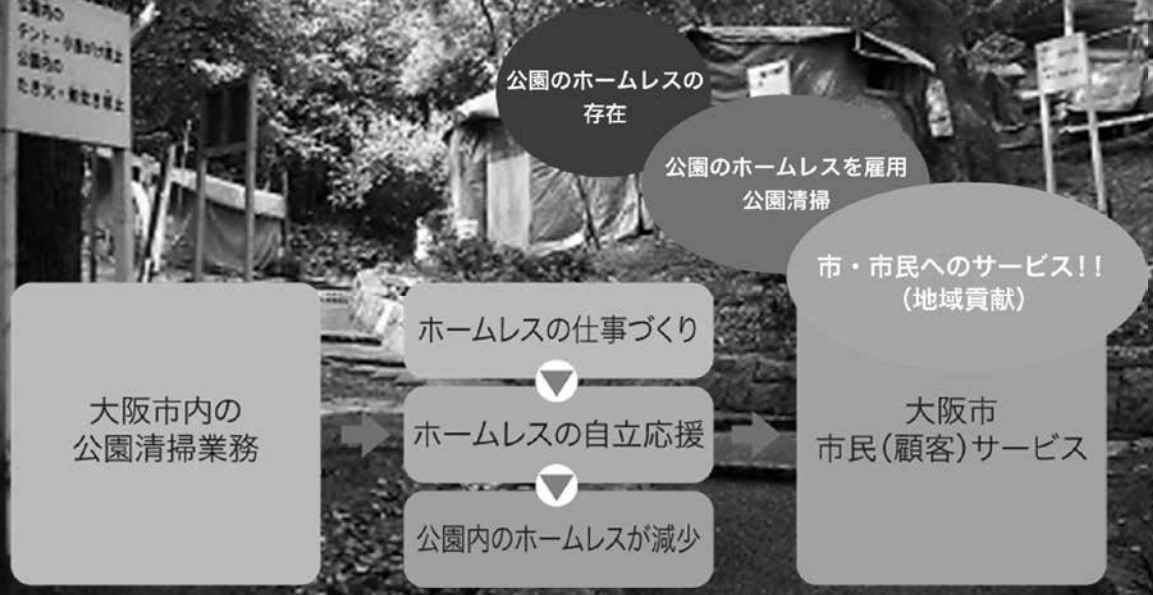 公園内の
テント・小屋がけ禁止
公園内の
たき火・煮炊き禁止
公園のホームレスの
存在
公園のホームレスを雇用
公園清掃
市・市民へのサービス!!
(地域貢献)
大阪市内の
公園清掃業務
ホームレスの仕事づくり
ホームレスの自立応援
公園内のホームレスが減少
大阪市
市民(顧客)サービス